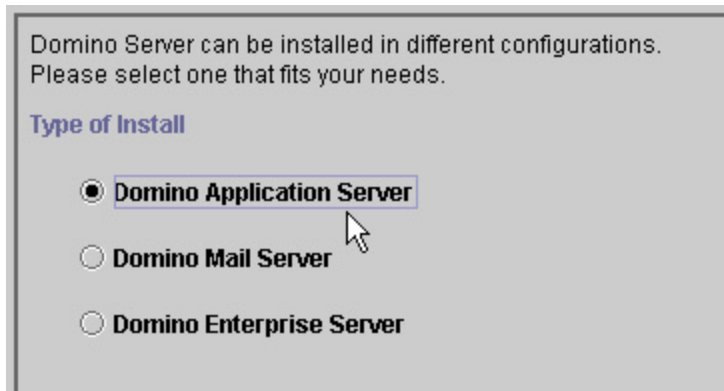 Domino Server can be installed in different configurations.
Please select one that fits your needs.
Type of Install
Domino Application Server
Domino Mail Server
Domino Enterprise Server